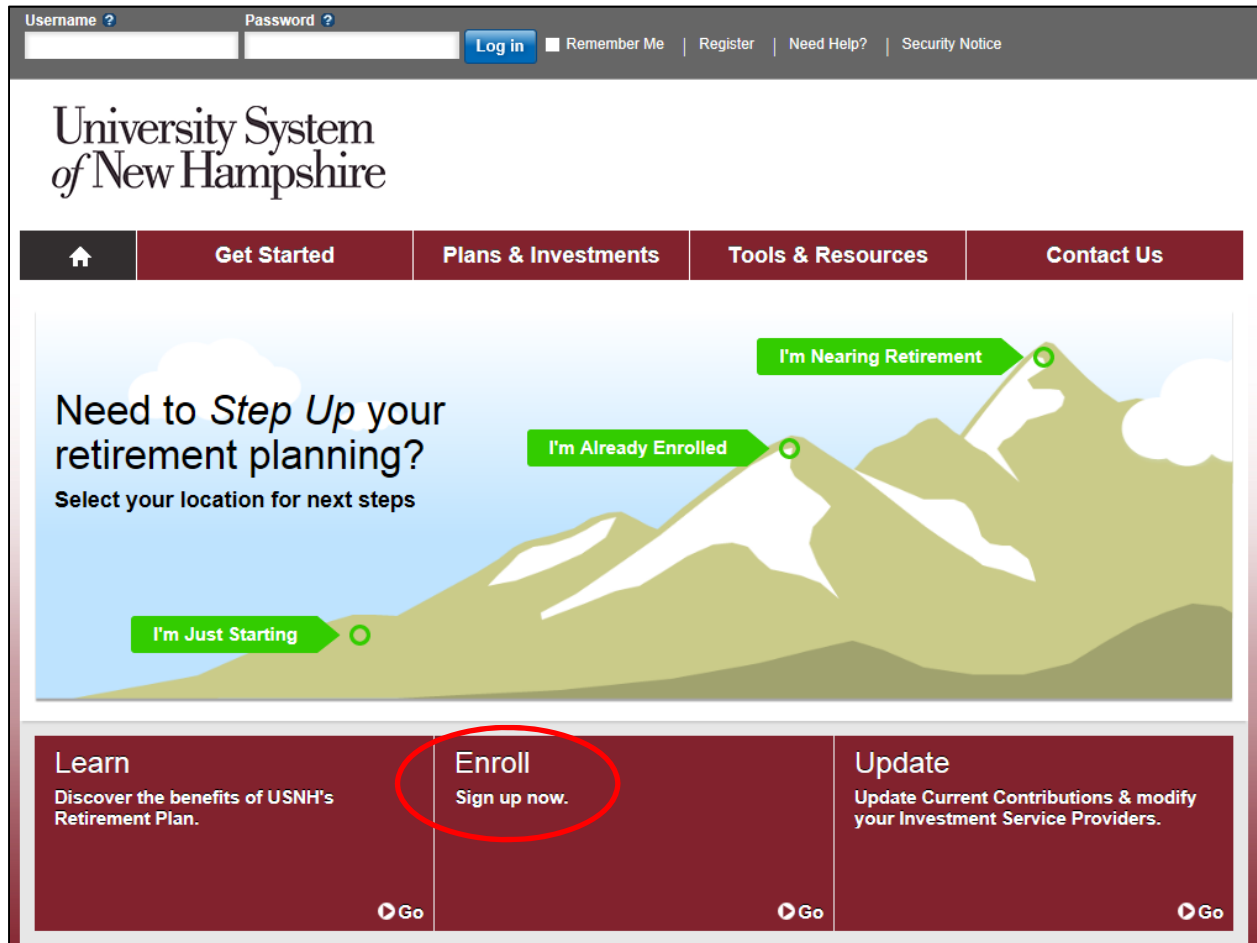 Username ? Password ?
Log in Remember Me | Register | Need Help? | Security Notice
University System
of New Hampshire
Get Started Plans & Investments Tools & Resources Contact Us
I'm Nearing Retirement
Need to Step Up your
retirement planning?
I'm Already Enrolled
Select your location for next steps
I'm Just Starting
Learn
Discover the benefits of USNH's
Retirement Plan.
Go
Enroll
Sign up now.
Go
Update
Update Current Contributions & modify
your Investment Service Providers.
Go